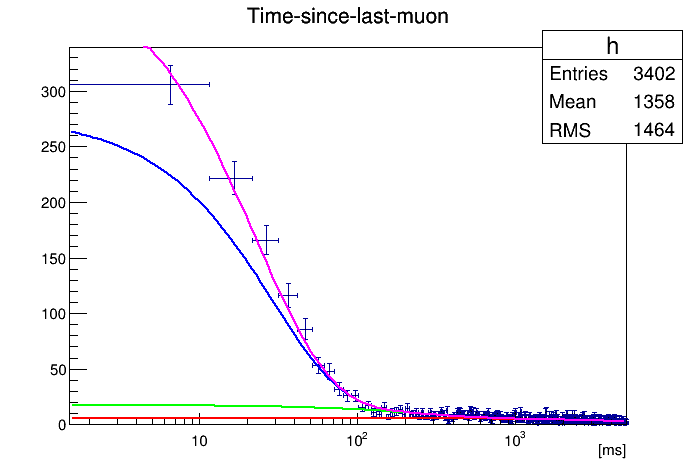 Time-since-last-muon
h
Entries 3402
Mean 1358
RMS 1464
300
250
200
150
100
50
0
10 10² 10³
[ms]